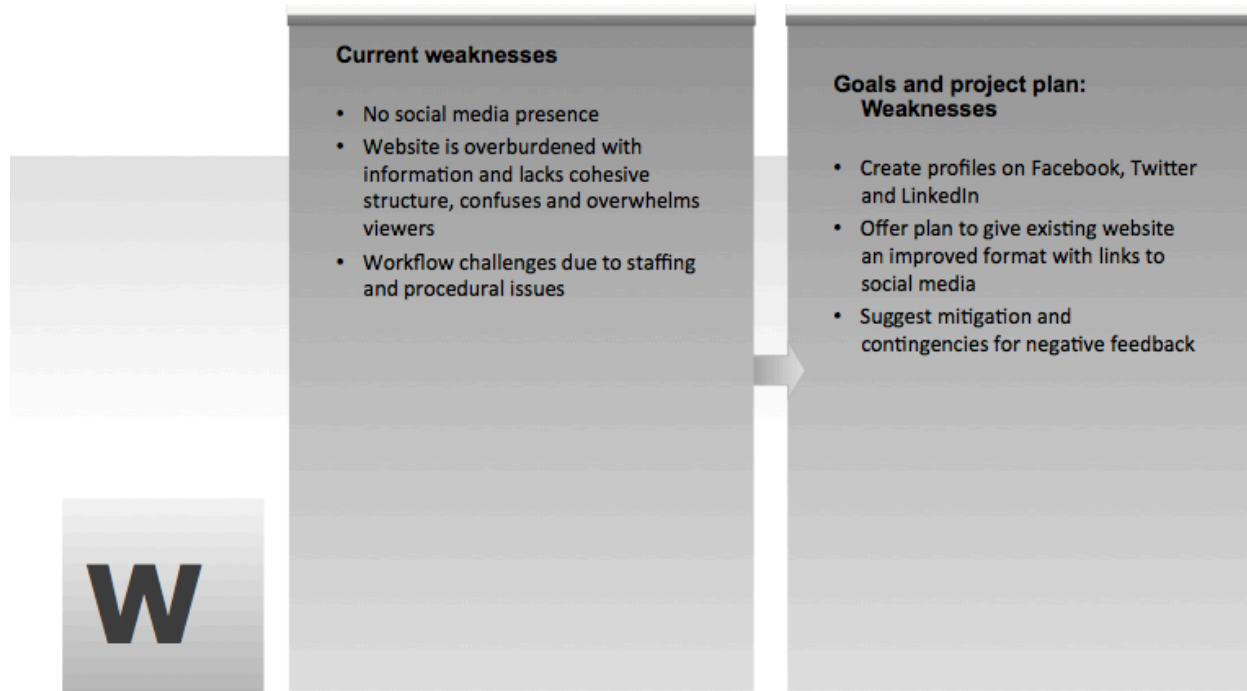 Current weaknesses
• No social media presence
• Website is overburdened with
information and lacks cohesive
structure, confuses and overwhelms
viewers
• Workflow challenges due to staffing
and procedural issues
Goals and project plan:
Weaknesses
• Create profiles on Facebook, Twitter
and LinkedIn
• Offer plan to give existing website
an improved format with links to
social media
• Suggest mitigation and
contingencies for negative feedback
W